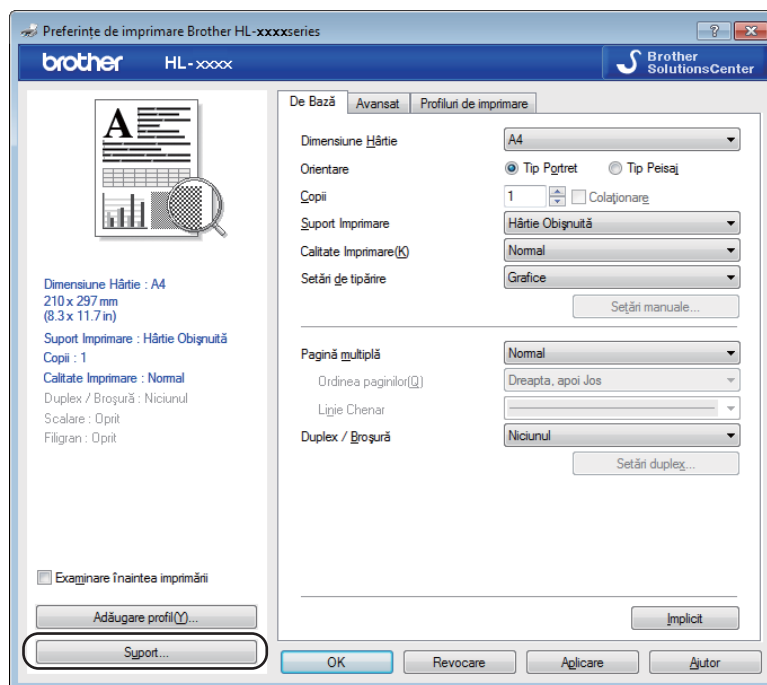 Preferințe de imprimare Brother HL-xxxxseries
brother HL-xxxx
Brother
SolutionsCenter
De Bază Avansat Profiluri de imprimare
Dimensiune Hârtie A4
Orientare Tip Portret Tip Peisaj
Copii 1 Colaționare
Suport Imprimare Hârtie Obișnuită
Calitate Imprimare(K) Normal
Setări de tipărire Grafice
Setări manuale...
Pagină multiplă Normal
Ordinea paginilor(Q) Dreapta, apoi Jos
Linie Chenar
Duplex / Broșură Niciunul
Setări duplex...
A
Dimensiune Hârtie : A4
210 x 297 mm
(8.3 x 11.7 in)
Suport Imprimare : Hârtie Obișnuită
Copii : 1
Calitate Imprimare : Normal
Duplex / Broșură : Niciunul
Scalare : Oprit
Filigran : Oprit
Examinare înaintea imprimării
Adăugare profil(Y)...
Suport...
Implicit
OK Revocare Aplicare Ajutor